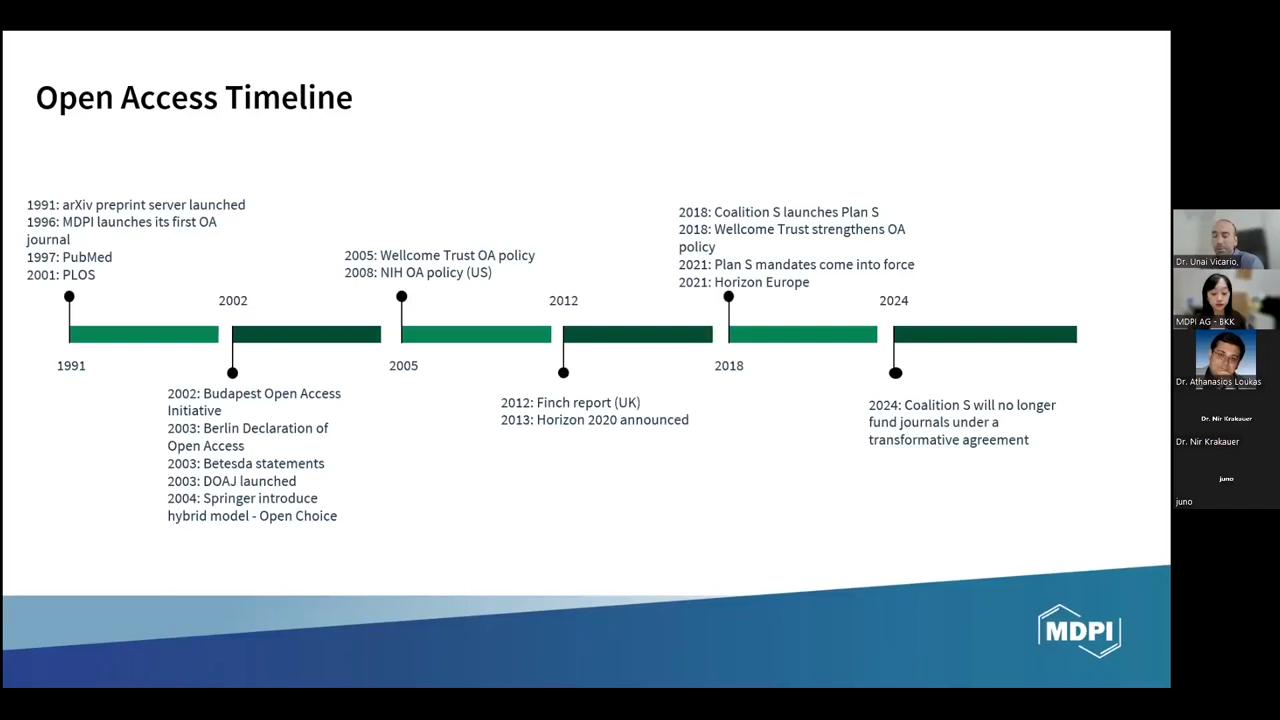 Open Access Timeline
1991: arXiv preprint server launched
1996: MDPI launches its first OA
journal
1997: PubMed
2001: PLOS
2002
2005: Wellcome Trust OA policy
2008: NIH OA policy (US)
2012
2018: Coalition S launches Plan S
2018: Wellcome Trust strengthens OA
policy
2021: Plan S mandates come into force
2021: Horizon Europe
2024
1991
2005
2018
2002: Budapest Open Access
Initiative
2003: Berlin Declaration of
Open Access
2003: Betesda statements
2003: DOAJ launched
2004: Springer introduce
hybrid model - Open Choice
2012: Finch report (UK)
2013: Horizon 2020 announced
2024: Coalition S will no longer
fund journals under a
transformative agreement
MDPI
Dr. Unai Vicario,
MDPI AG - BKK
Dr. Athanasios Loukas
Dr. Nir Krakauer
Dr. Nir Krakauer
juno
juno